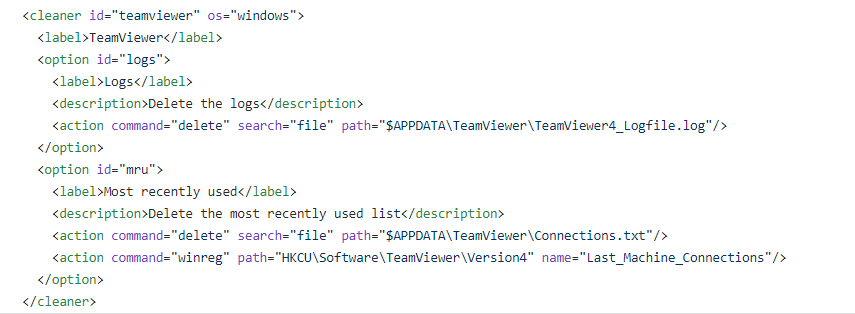 <cleaner id="teamviewer" os="windows">
  <label>TeamViewer</label>
  <option id="logs">
    <label>Logs</label>
    <description>Delete the logs</description>
    <action command="delete" search="file" path="$APPDATA\TeamViewer\TeamViewer4_Logfile.log"/>
  </option>
  <option id="mru">
    <label>Most recently used</label>
    <description>Delete the most recently used list</description>
    <action command="delete" search="file" path="$APPDATA\TeamViewer\Connections.txt"/>
    <action command="winreg" path="HKCU\Software\TeamViewer\Version4" name="Last_Machine_Connections"/>
  </option>
</cleaner>